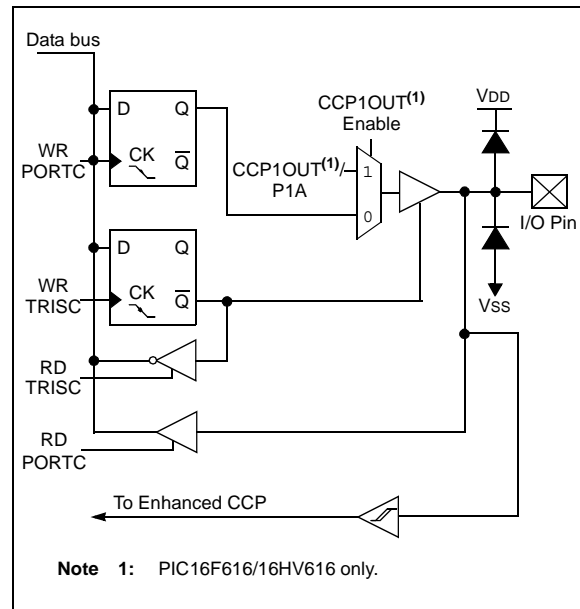 Data bus
D Q
WR
PORTC
CK
Q
CCP1OUT(1)
Enable
CCP1OUT(1)/
P1A
1
0
VDD
I/O Pin
VSS
D Q
WR
TRISC
CK
Q
RD
TRISC
RD
PORTC
To Enhanced CCP
Note 1: PIC16F616/16HV616 only.